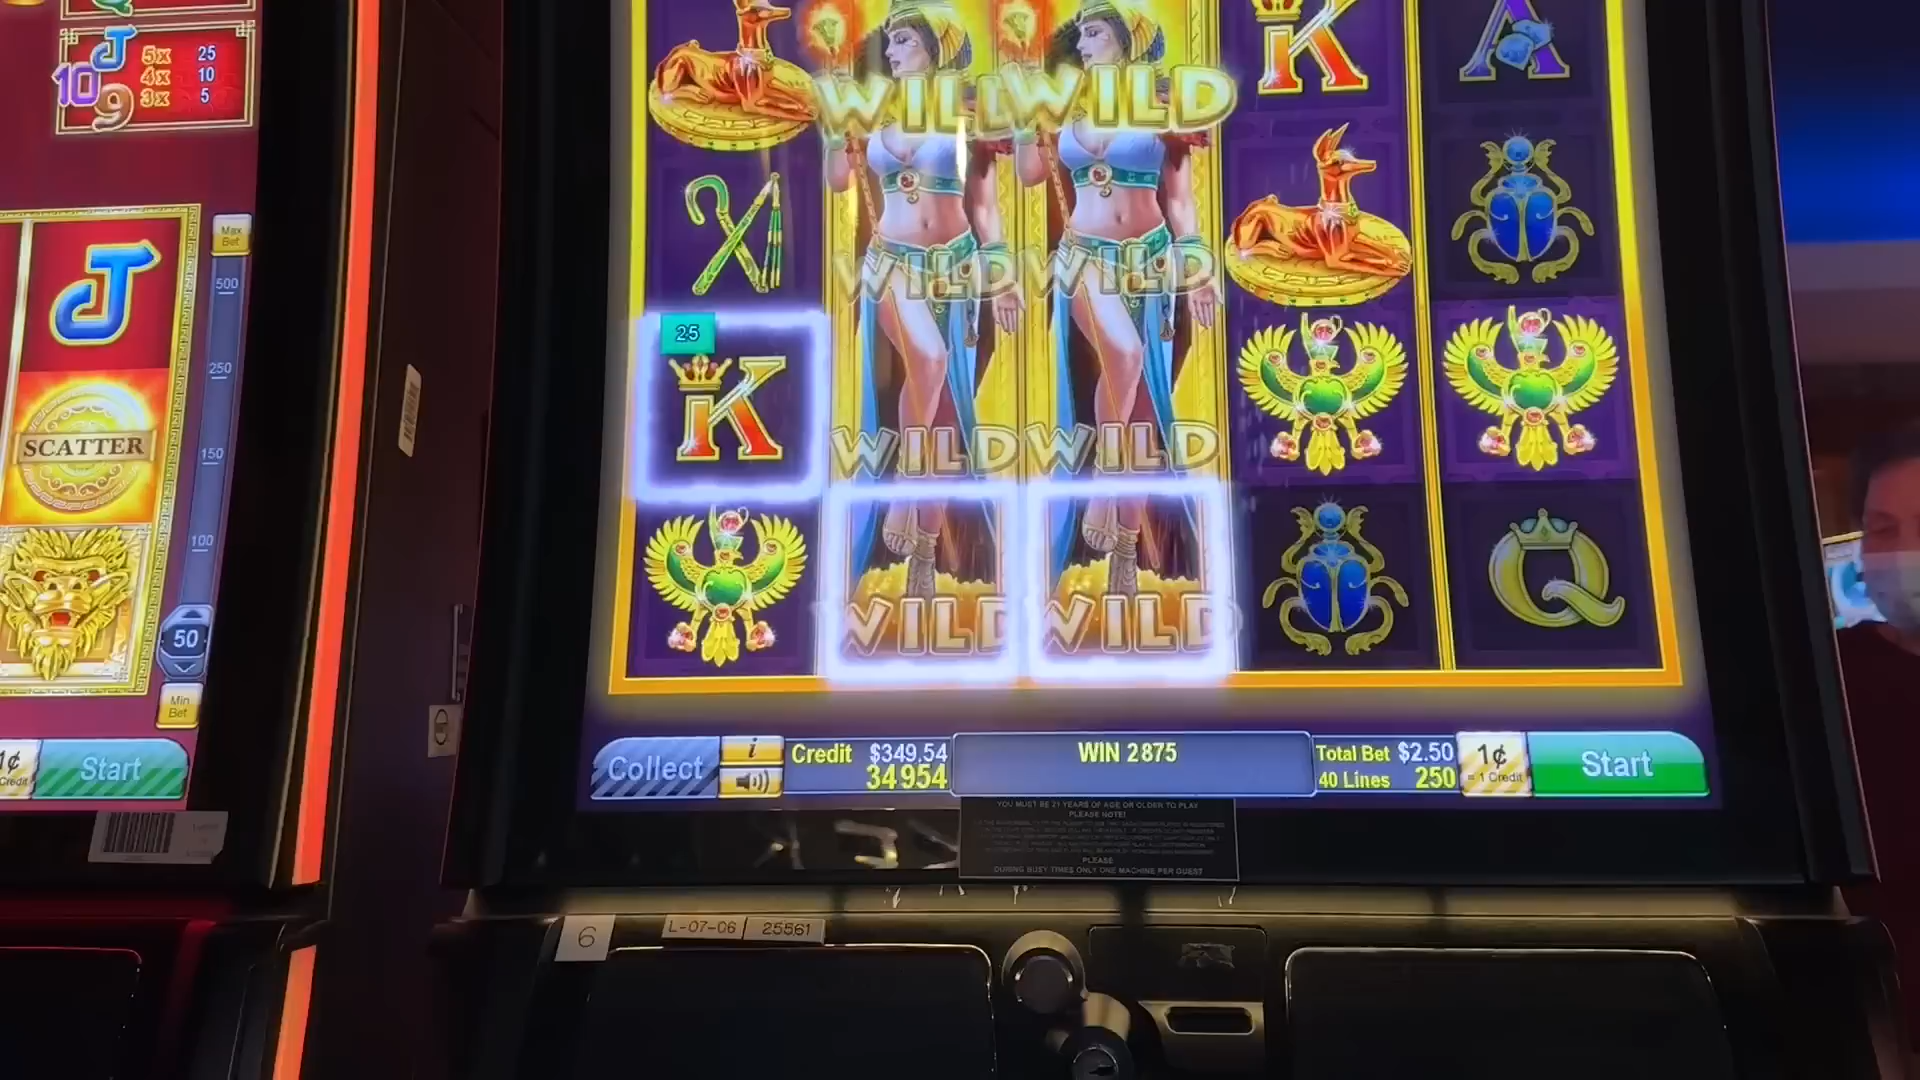 J 5x 25
10 4x 10
9 3x 5
Max
Bet
500
J
250
150
SCATTER
100
50
Min
Bet
1¢
Credit
Start
WILD WILD K A
WILD WILD
25
K
WILD WILD
WILD WILD
Q
Collect
i
Credit $349.54
34954
WIN 2875
Total Bet $2.50
40 Lines 250
1¢
= 1 Credit
Start
YOU MUST BE 21 YEARS OF AGE OR OLDER TO PLAY
PLEASE NOTE!
PLEASE
DURING BUSY TIMES ONLY ONE MACHINE PER GUEST
6
L-07-06
25561